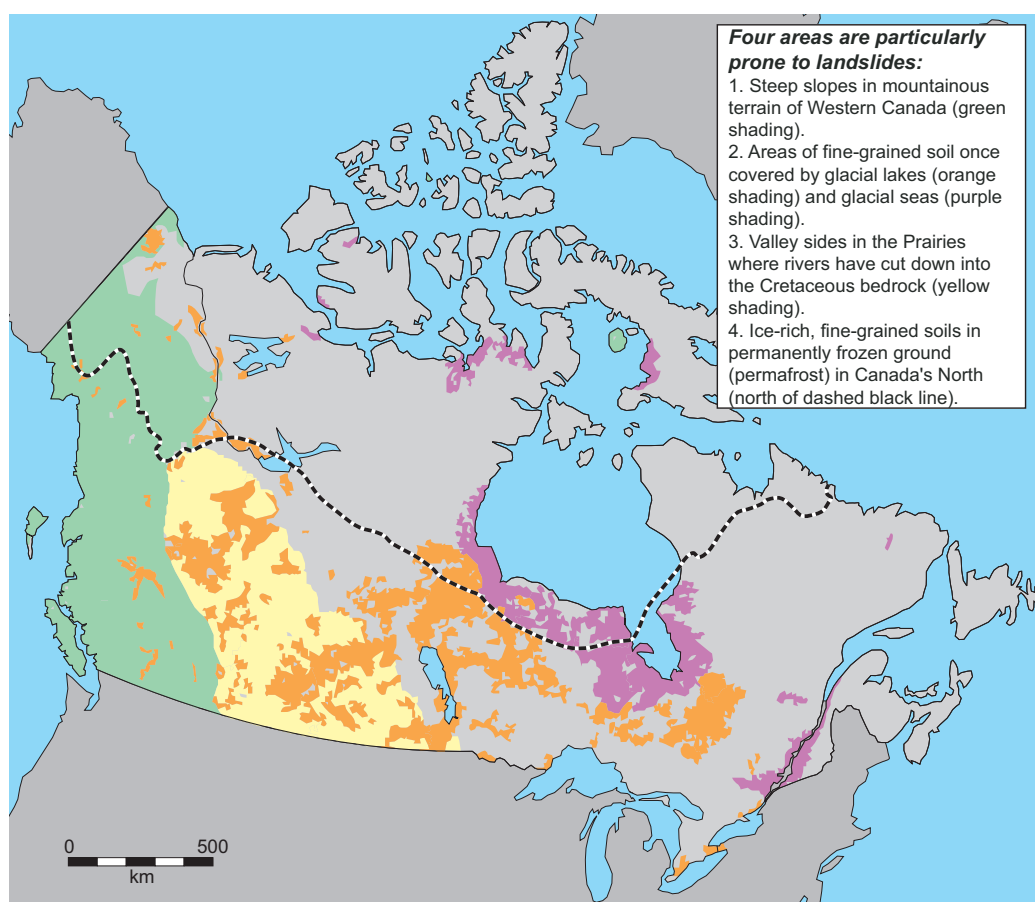 Four areas are particularly
prone to landslides:
1. Steep slopes in mountainous
terrain of Western Canada (green
shading).
2. Areas of fine-grained soil once
covered by glacial lakes (orange
shading) and glacial seas (purple
shading).
3. Valley sides in the Prairies
where rivers have cut down into
the Cretaceous bedrock (yellow
shading).
4. Ice-rich, fine-grained soils in
permanently frozen ground
(permafrost) in Canada's North
(north of dashed black line).
0 500
km